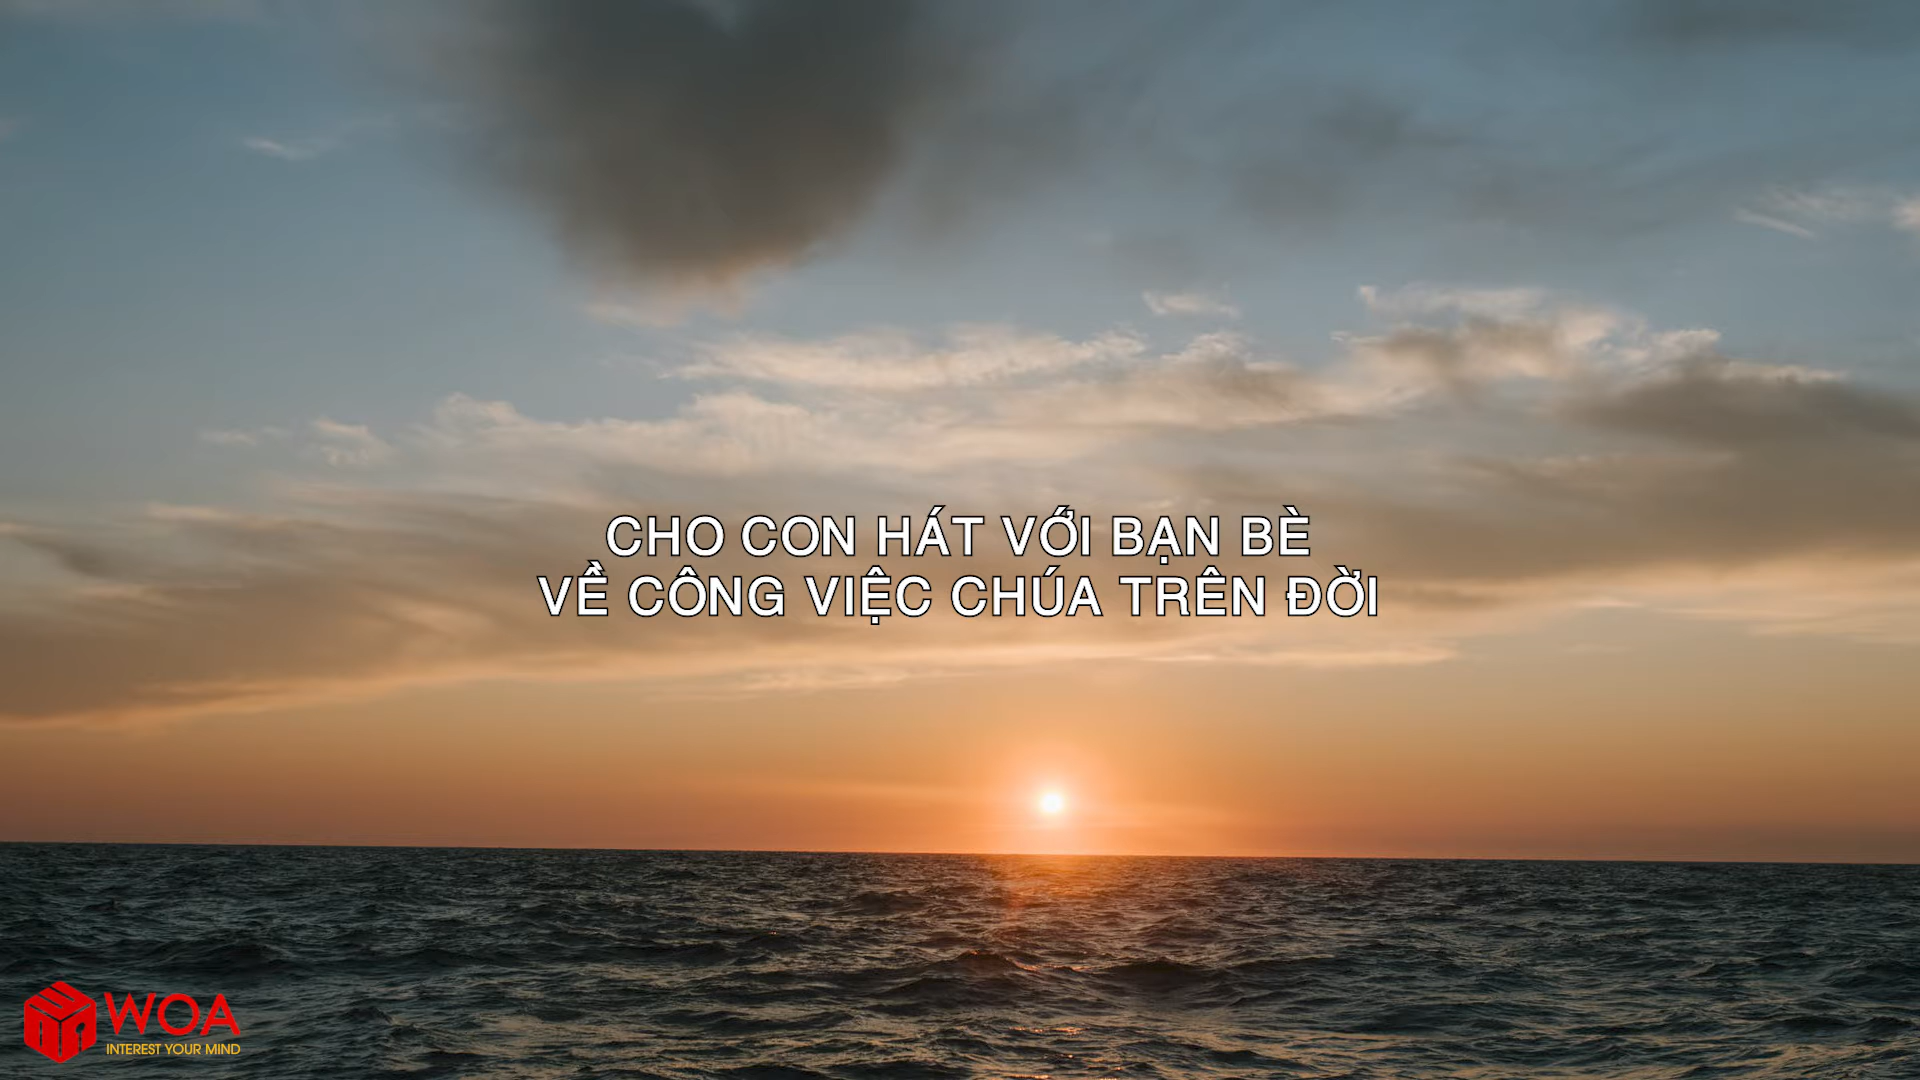 CHO CON HÁT VỚI BẠN BÈ
VỀ CÔNG VIỆC CHÚA TRÊN ĐỜI
WOA
INTEREST YOUR MIND